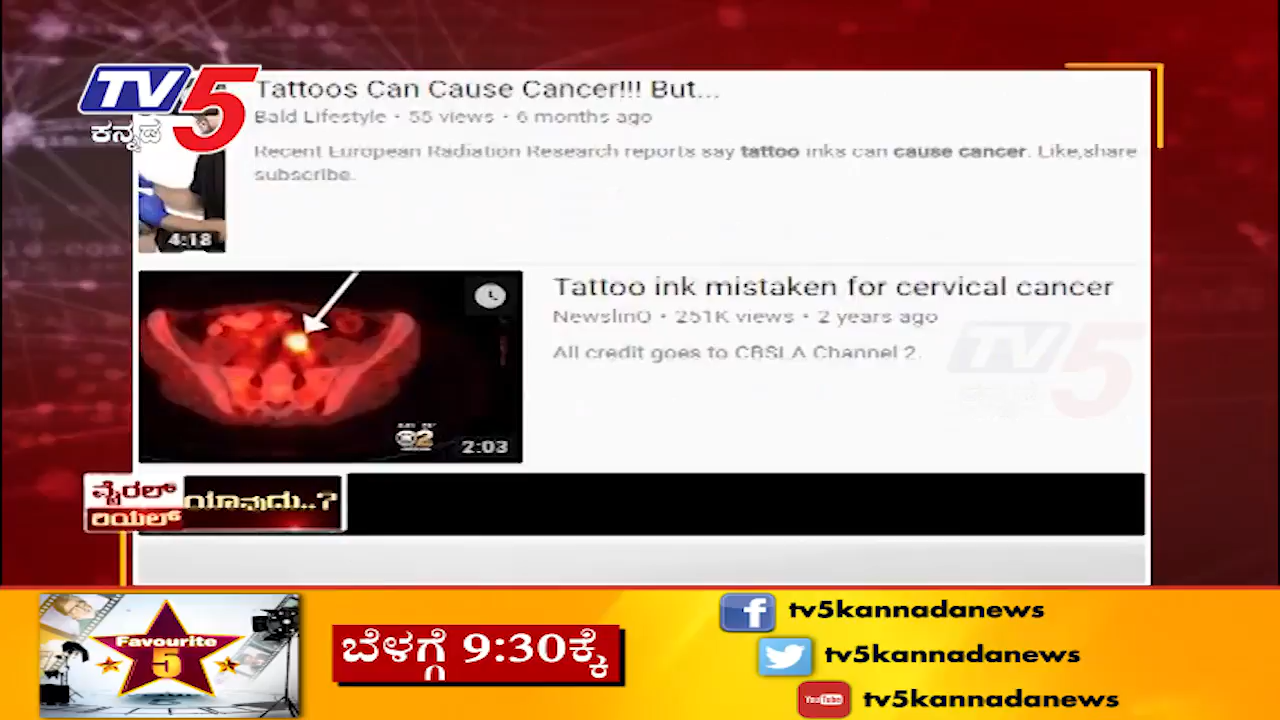 TV5
ಕನ್ನಡ
Tattoos Can Cause Cancer!!! But...
Bald Lifestyle • 55 views • 6 months ago
Recent European Radiation Research reports say tattoo inks can cause cancer. Like,share
subscribe.
4:18
Tattoo ink mistaken for cervical cancer
NewslinQ • 251K views • 2 years ago
All credit goes to CBSLA Channel 2.
TV5
2
2:03
ವೈರಲ್
ರಿಯಲ್
ಯಾವುದು..?
Favourite
5
ಬೆಳಗ್ಗೆ 9:30ಕ್ಕೆ
f tv5kannadanews
tv5kannadanews
YouTube tv5kannadanews